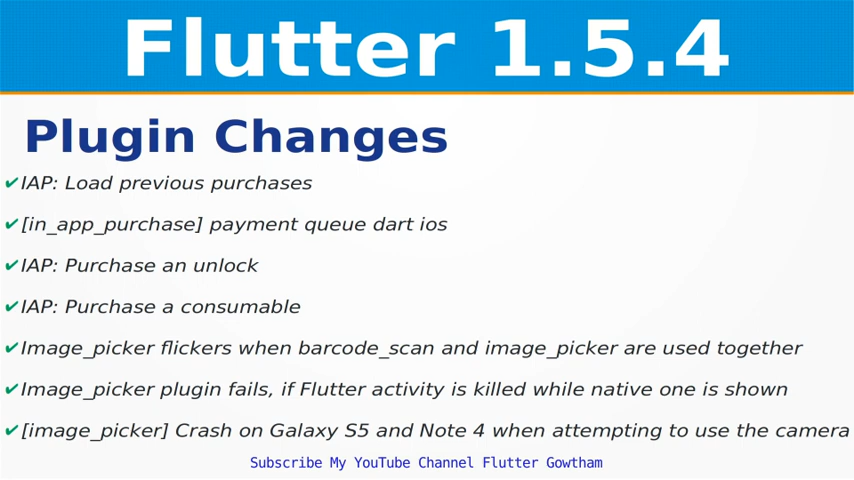 Flutter 1.5.4
Plugin Changes
✔IAP: Load previous purchases
✔[in_app_purchase] payment queue dart ios
✔IAP: Purchase an unlock
✔IAP: Purchase a consumable
✔Image_picker flickers when barcode_scan and image_picker are used together
✔Image_picker plugin fails, if Flutter activity is killed while native one is shown
✔[image_picker] Crash on Galaxy S5 and Note 4 when attempting to use the camera
Subscribe My YouTube Channel Flutter Gowtham